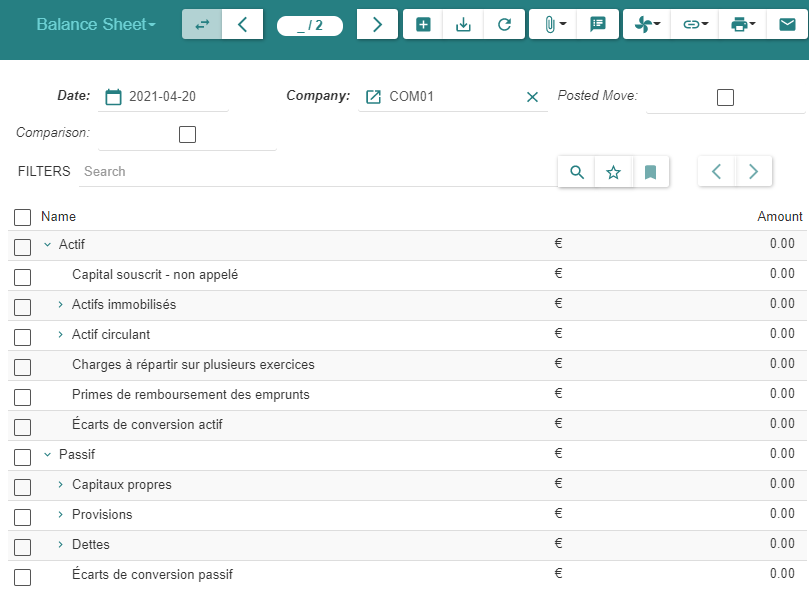 Balance Sheet
_ / 2
Date: 2021-04-20 Company: COM01 Posted Move:
Comparison:
FILTERS Search
Name Amount
Actif € 0.00
Capital souscrit - non appelé € 0.00
Actifs immobilisés € 0.00
Actif circulant € 0.00
Charges à répartir sur plusieurs exercices € 0.00
Primes de remboursement des emprunts € 0.00
Écarts de conversion actif € 0.00
Passif € 0.00
Capitaux propres € 0.00
Provisions € 0.00
Dettes € 0.00
Écarts de conversion passif € 0.00